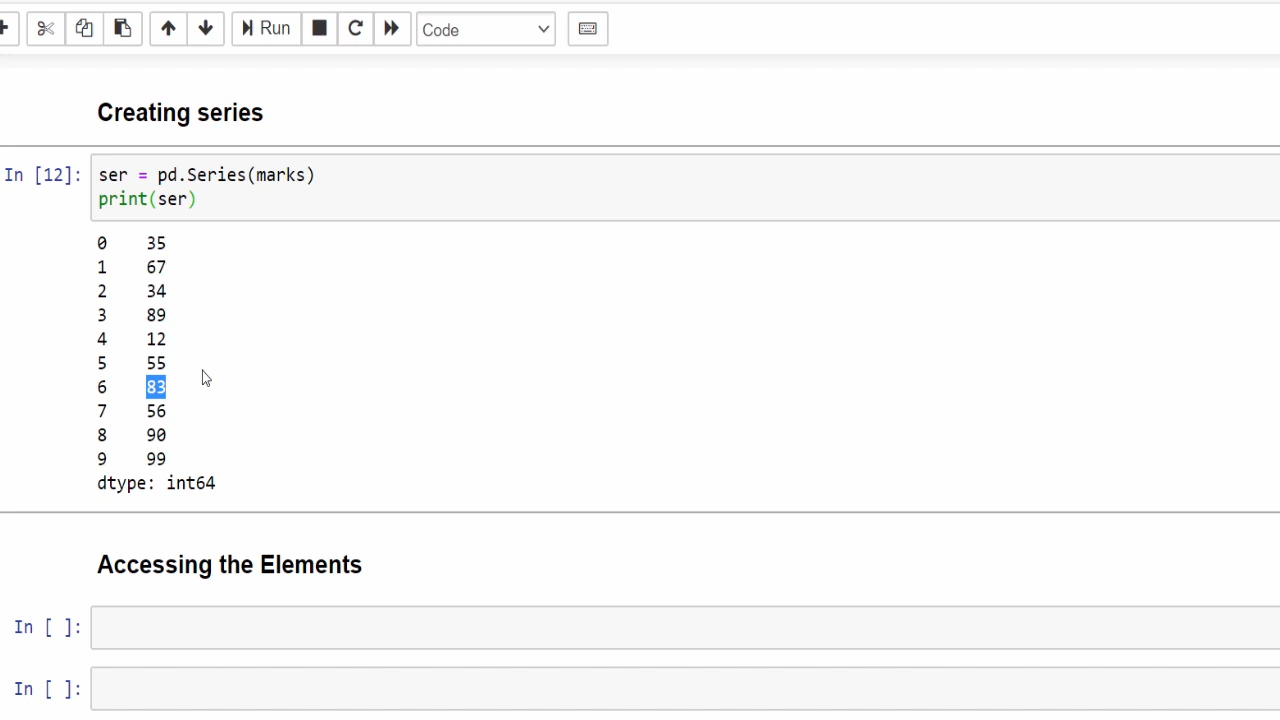 Run
Code
Creating series
In [12]: ser = pd.Series(marks)
print(ser)
0 35
1 67
2 34
3 89
4 12
5 55
6 83
7 56
8 90
9 99
dtype: int64
Accessing the Elements
In [ ]:
In [ ]: